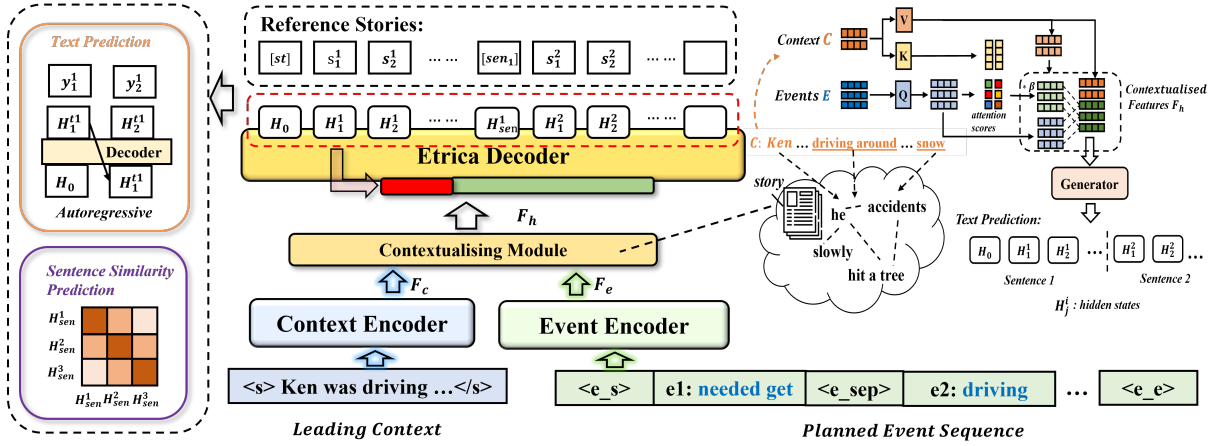 Text Prediction
y₁¹ y₂¹
H₁ᵗ¹ H₂ᵗ¹
Decoder
H₀ H₁ᵗ¹
Autoregressive
Sentence Similarity
Prediction
H¹sen
H²sen
H³sen
H¹sen H²sen H³sen
Reference Stories:
[st] s₁¹ s₂¹ ... ... [sen₁] s₁² s₂² ... ...
H₀ H₁¹ H₂¹ ... ... H¹sen H₁² H₂² ... ...
Etrica Decoder
Fₕ
Contextualising Module
F_c F_e
Context Encoder
Event Encoder
<s> Ken was driving ...</s>
<e_s> e1: needed get <e_sep> e2: driving ... <e_e>
Leading Context
Planned Event Sequence
Context C
V
K
Events E
Q
attention
scores
* β
Contextualised
Features Fₕ
C: Ken ... driving around ... snow
story
he
accidents
slowly
hit a tree
Generator
Text Prediction:
H₀ H₁¹ H₂¹ ... H₁² H₂² ...
Sentence 1 Sentence 2
Hⱼⁱ : hidden states